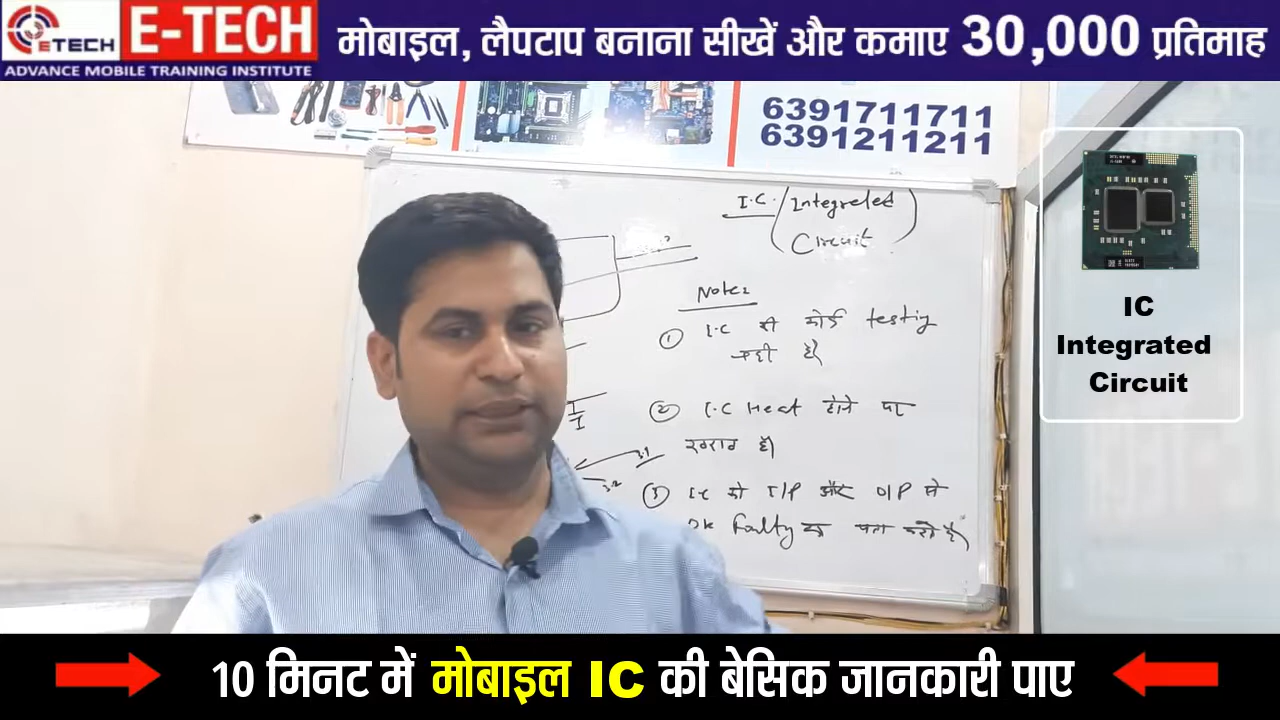 ETECH
E-TECH
ADVANCE MOBILE TRAINING INSTITUTE
मोबाइल, लैपटाप बनाना सीखें और कमाए 30,000 प्रतिमाह
6391711711
6391211211
I.C. (Integreted
Circuit)
Notes
① I.C की कोई testing
नही है।
② I.C Heat होने पर
खराब है।
③ I.C को I/P और O/P से
OK Faulty का पता करते है।
IC
Integrated
Circuit
10 मिनट में मोबाइल IC की बेसिक जानकारी पाए